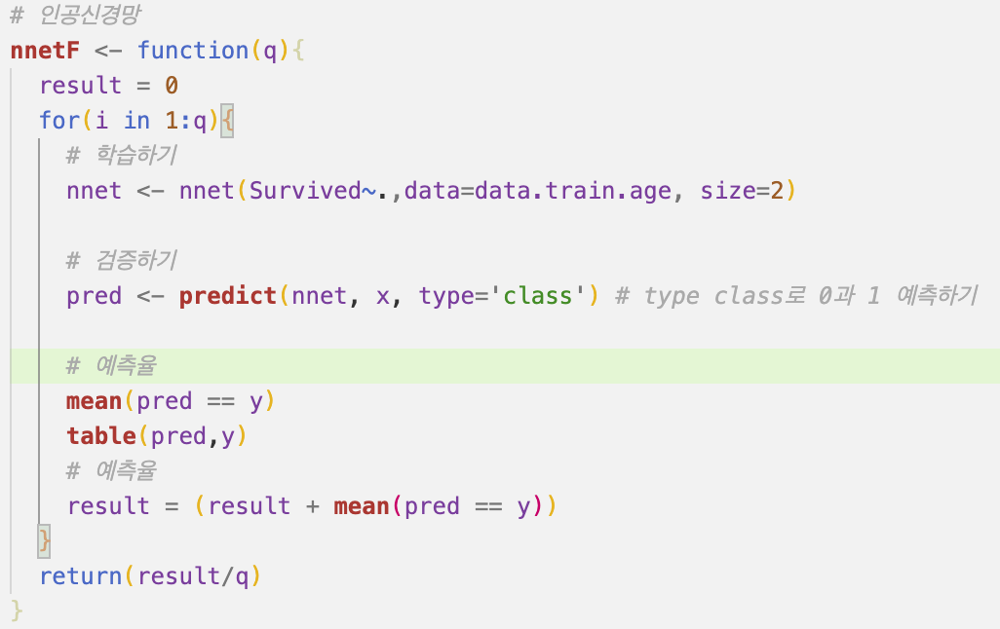 # 인공신경망
nnetF <- function(q){
  result = 0
  for(i in 1:q){
    # 학습하기
    nnet <- nnet(Survived~.,data=data.train.age, size=2)

    # 검증하기
    pred <- predict(nnet, x, type='class') # type class로 0과 1 예측하기

    # 예측율
    mean(pred == y)
    table(pred,y)
    # 예측율
    result = (result + mean(pred == y))
  }
  return(result/q)
}